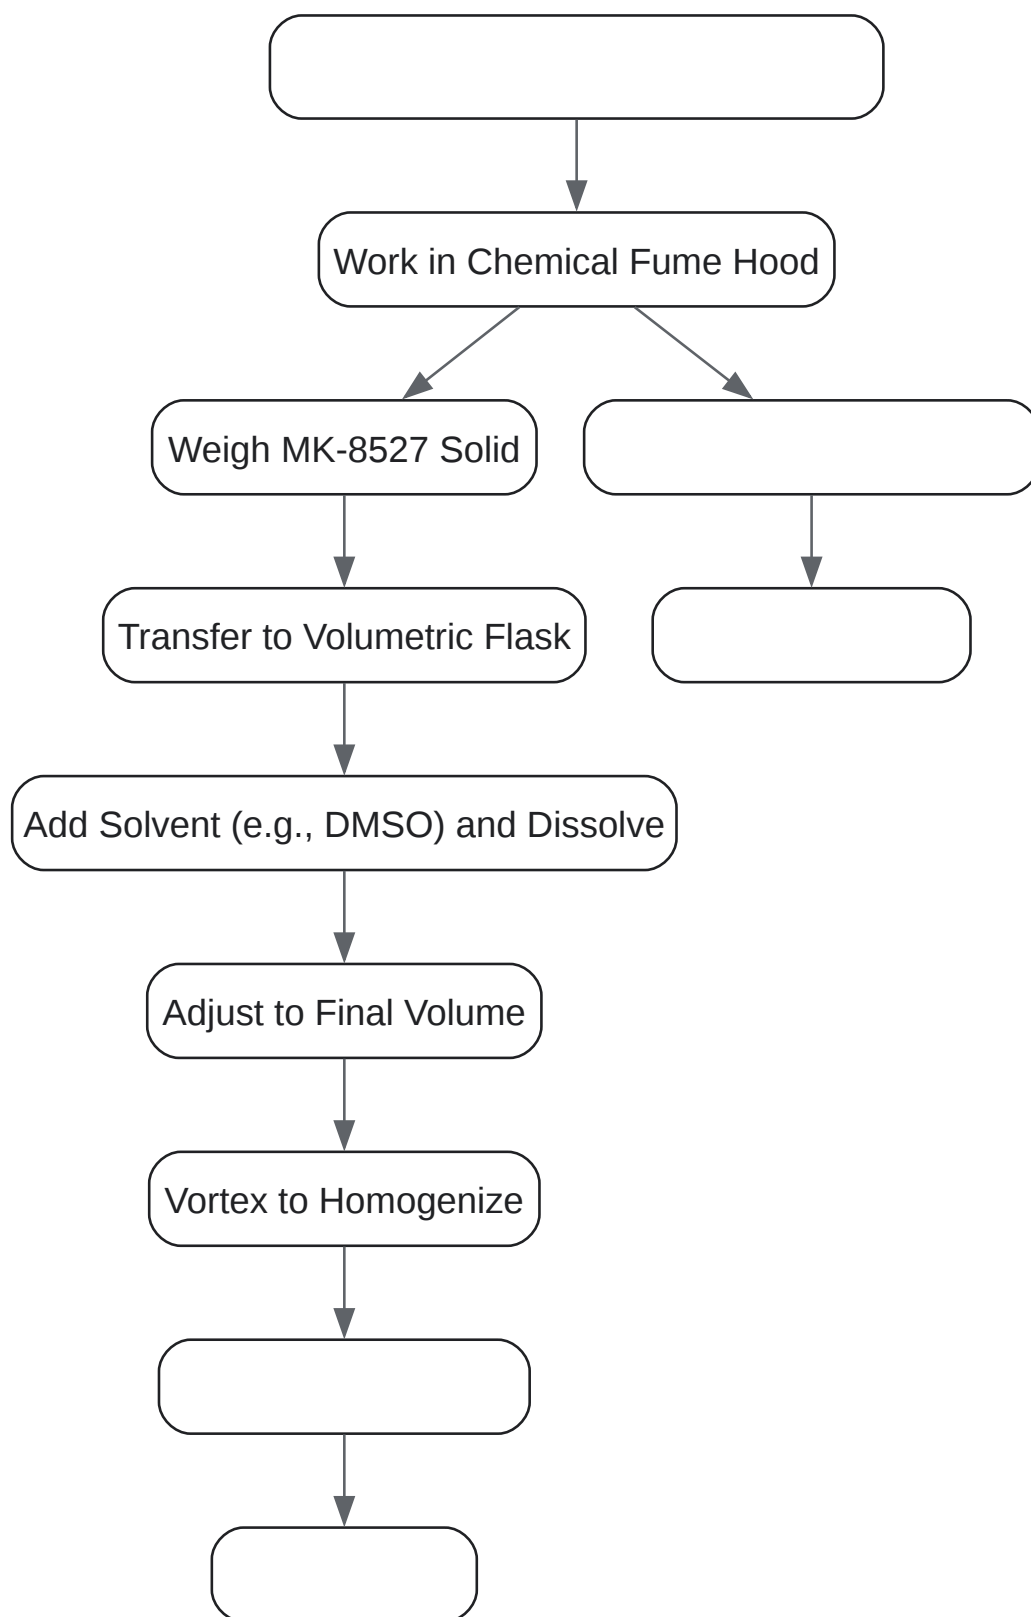 Work in Chemical Fume Hood
Weigh MK-8527 Solid
Transfer to Volumetric Flask
Add Solvent (e.g., DMSO) and Dissolve
Adjust to Final Volume
Vortex to Homogenize